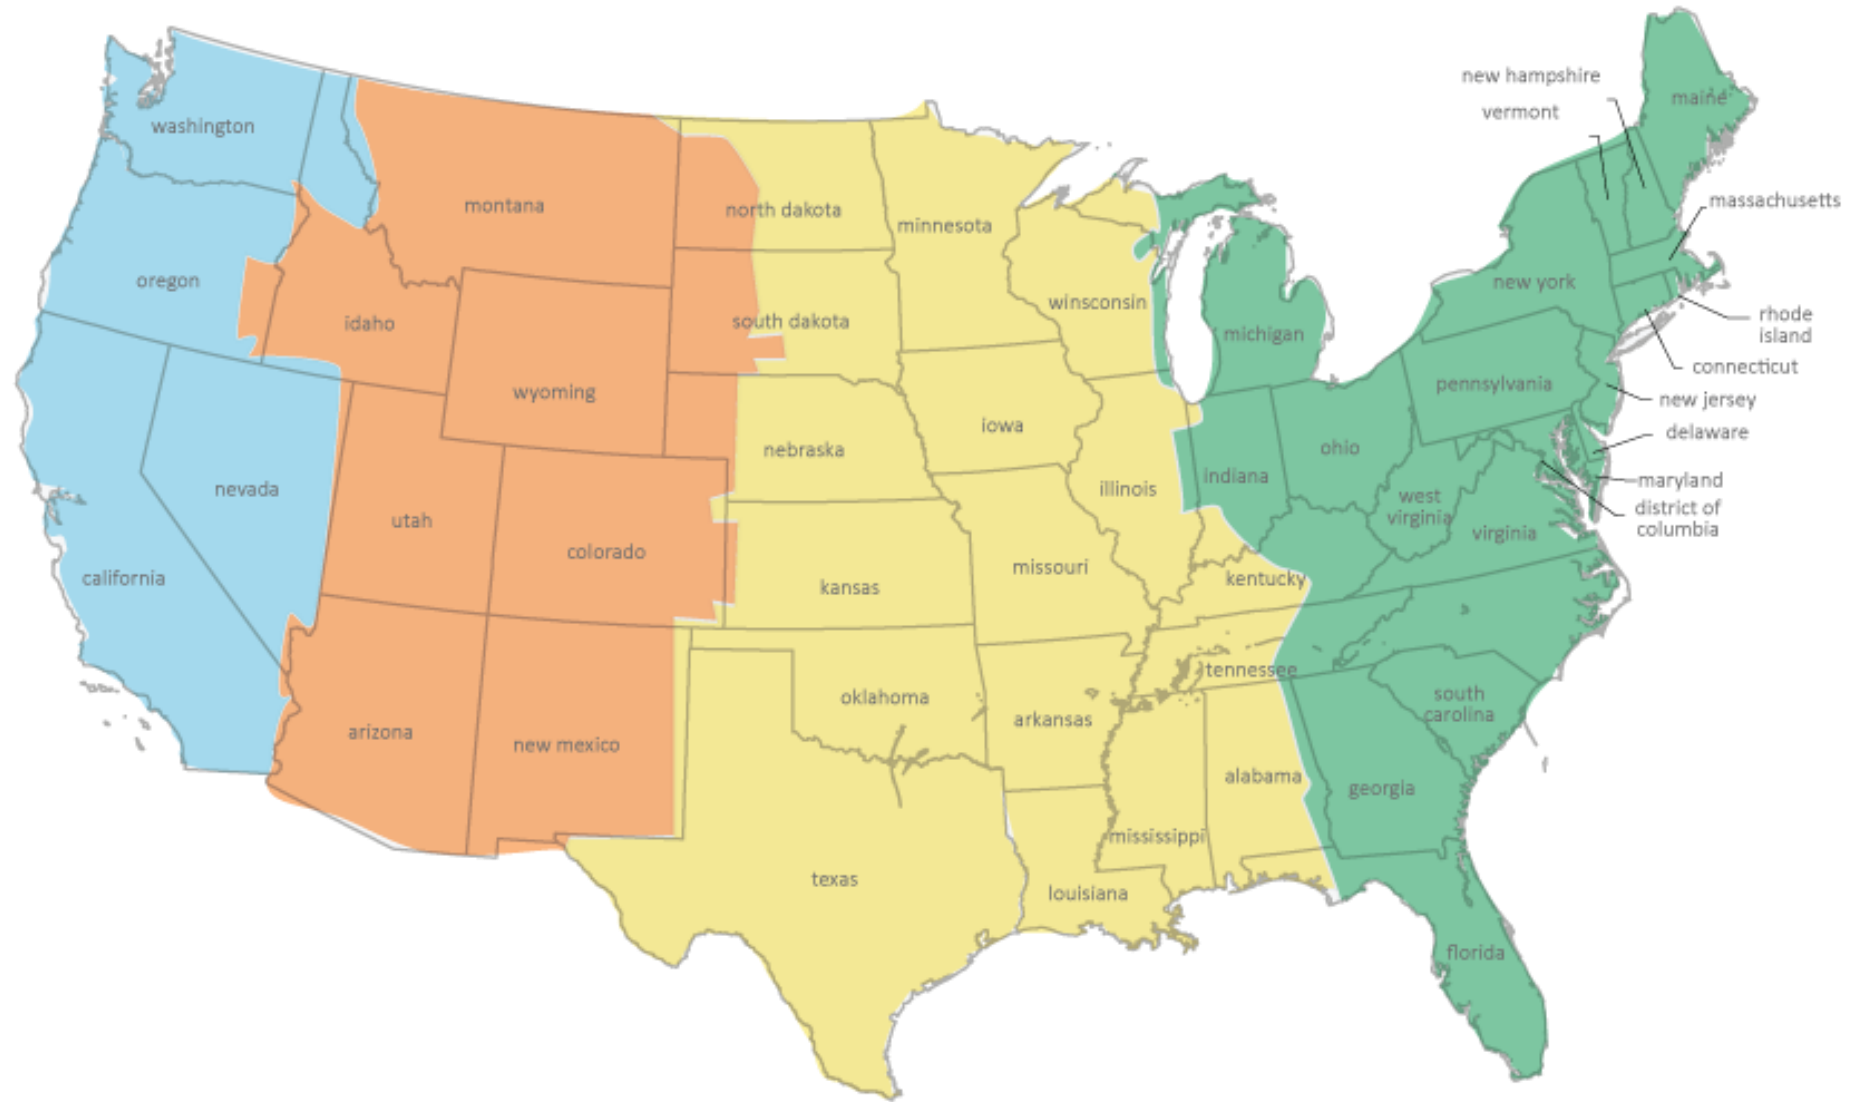 new hampshire
vermont
maine
washington
montana
north dakota
minnesota
massachusetts
oregon
idaho
south dakota
winsconsin
michigan
new york
rhode
island
wyoming
nebraska
iowa
pennsylvania
connecticut
new jersey
delaware
nevada
utah
colorado
kansas
missouri
illinois
indiana
ohio
west
virginia
virginia
maryland
district of
columbia
california
kentucky
tennessee
arizona
new mexico
oklahoma
arkansas
south
carolina
f
alabama
georgia
mississippi
texas
louisiana
florida